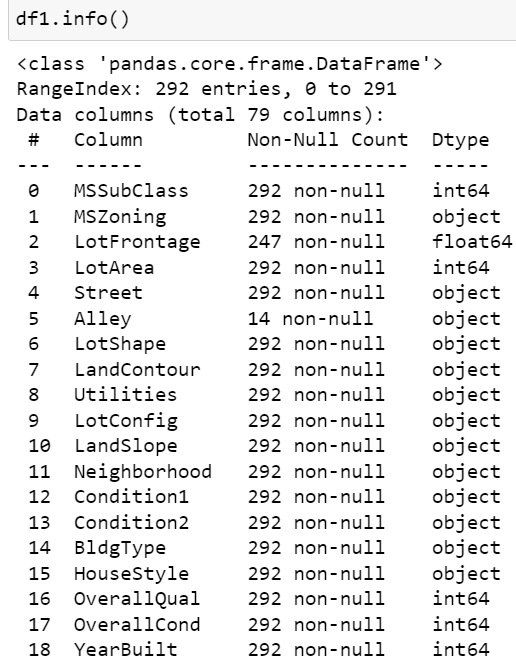 df1.info()
<class 'pandas.core.frame.DataFrame'>
RangeIndex: 292 entries, 0 to 291
Data columns (total 79 columns):
 #   Column        Non-Null Count  Dtype
---  ------        --------------  -----
 0   MSSubClass    292 non-null    int64
 1   MSZoning      292 non-null    object
 2   LotFrontage   247 non-null    float64
 3   LotArea       292 non-null    int64
 4   Street        292 non-null    object
 5   Alley         14 non-null     object
 6   LotShape      292 non-null    object
 7   LandContour   292 non-null    object
 8   Utilities     292 non-null    object
 9   LotConfig     292 non-null    object
 10  LandSlope     292 non-null    object
 11  Neighborhood  292 non-null    object
 12  Condition1    292 non-null    object
 13  Condition2    292 non-null    object
 14  BldgType      292 non-null    object
 15  HouseStyle    292 non-null    object
 16  OverallQual   292 non-null    int64
 17  OverallCond   292 non-null    int64
 18  YearBuilt     292 non-null    int64